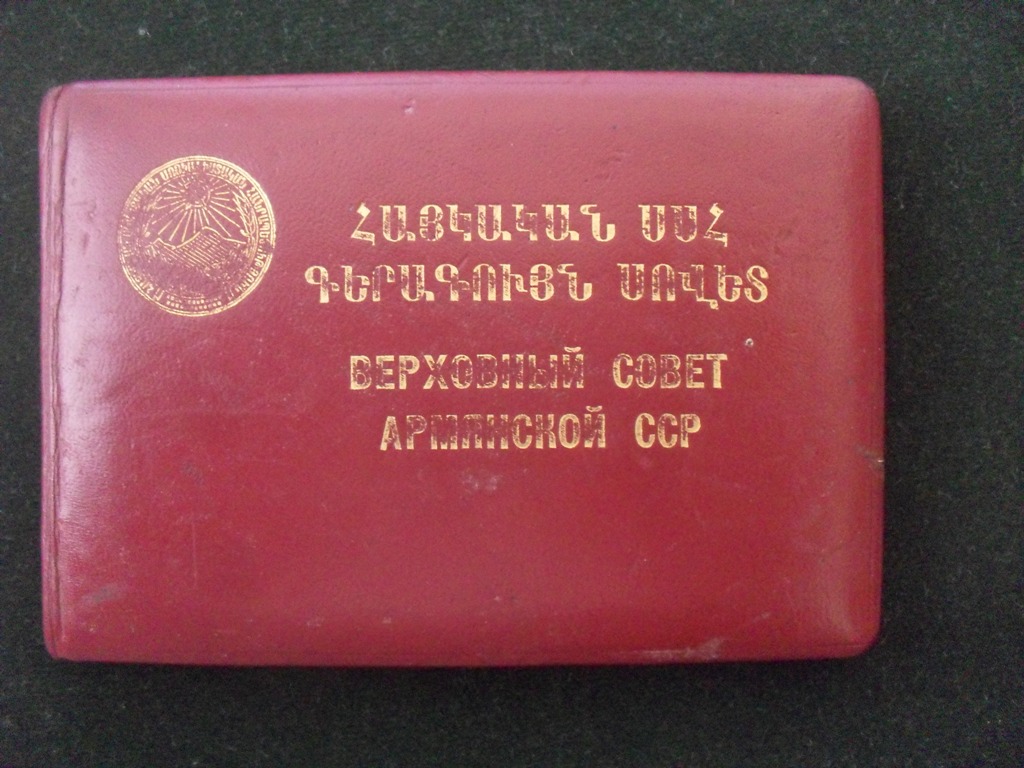 ՀԱՅԿԱԿԱՆ ՍՍՀ
ԳԵՐԱԳՈՒՅՆ ՍՈՎԵՏ
ВЕРХОВНЫЙ СОВЕТ
АРМЯНСКОЙ ССР